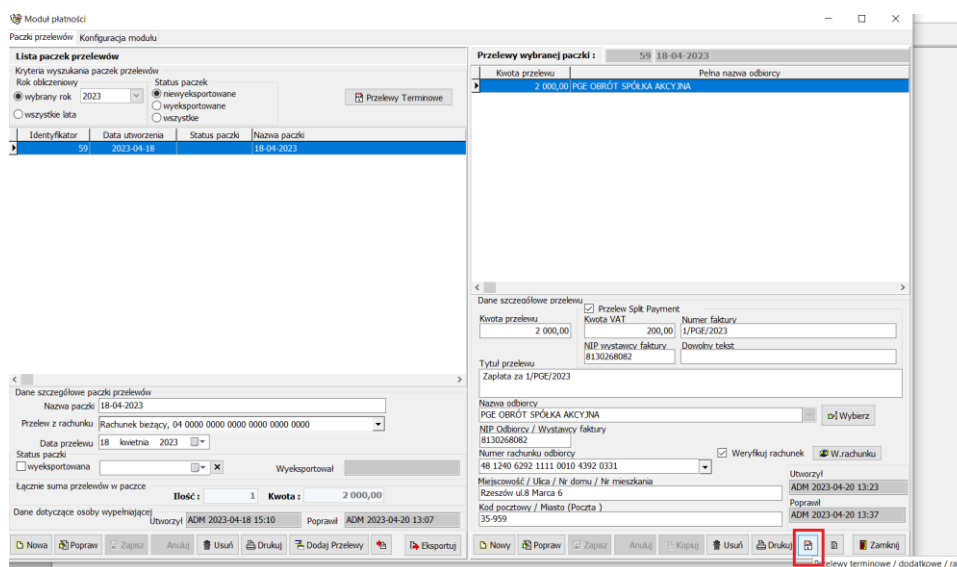 Moduł płatności
Paczki przelewów Konfiguracja modułu
Lista paczek przelewów
Kryteria wyszukania paczek przelewów
Rok obliczeniowy
wybrany rok 2023
wszystkie lata
Status paczek
niewyeksportowane
wyeksportowane
wszystkie
Przelewy Terminowe
Identyfikator Data utworzenia Status paczki Nazwa paczki
59 2023-04-18 18-04-2023
Dane szczegółowe paczki przelewów
Nazwa paczki 18-04-2023
Przelew z rachunku Rachunek bieżący, 04 0000 0000 0000 0000 0000 0000
Data przelewu 18 kwietnia 2023
Status paczki
wyeksportowana Wyeksportował
Łącznie suma przelewów w paczce
Ilość : 1 Kwota : 2 000,00
Dane dotyczące osoby wypełniającej
Utworzył ADM 2023-04-18 15:10 Poprawił ADM 2023-04-20 13:07
Nowa Popraw Zapisz Anuluj Usuń Drukuj Dodaj Przelewy Eksportuj
Przelewy wybranej paczki : 59 18-04-2023
Kwota przelewu Pełna nazwa odbiorcy
2 000,00 PGE OBRÓT SPÓŁKA AKCYJNA
Dane szczegółowe przelewu
Przelew Split Payment
Kwota przelewu Kwota VAT Numer faktury
2 000,00 200,00 1/PGE/2023
NIP wystawcy faktury Dowolny tekst
8130268082
Tytuł przelewu
Zapłata za 1/PGE/2023
Nazwa odbiorcy
PGE OBRÓT SPÓŁKA AKCYJNA Wybierz
NIP Odbiorcy / Wystawcy faktury
8130268082
Numer rachunku odbiorcy Weryfikuj rachunek W.rachunku
48 1240 6292 1111 0010 4392 0331
Miejscowość / Ulica / Nr domu / Nr mieszkania
Rzeszów ul.8 Marca 6
Kod pocztowy / Miasto (Poczta )
35-959
Utworzył
ADM 2023-04-20 13:23
Poprawił
ADM 2023-04-20 13:37
Nowy Popraw Zapisz Anuluj Kopiuj Usuń Drukuj Zamknij
Przelewy terminowe / dodatkowe / ra